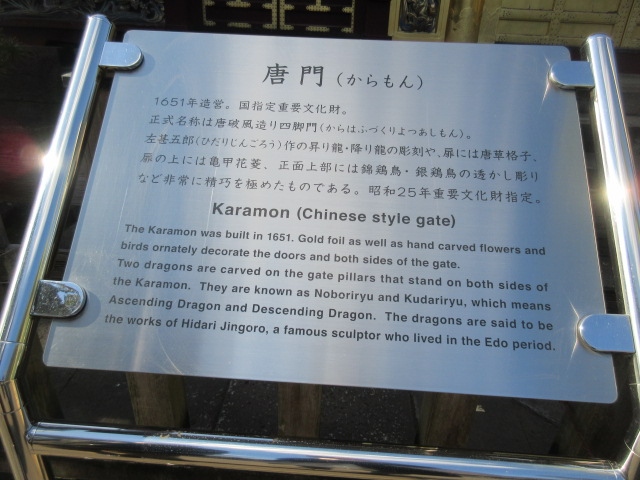 唐門（からもん）
1651年造営。国指定重要文化財。
正式名称は唐破風造り四脚門（からはふづくりよつあしもん）。
左甚五郎（ひだりじんごろう）作の昇り龍・降り龍の彫刻や、扉には唐草格子、
扉の上には亀甲花菱、正面上部には錦鶏鳥・銀鶏鳥の透かし彫り
など非常に精巧を極めたものである。昭和25年重要文化財指定。
Karamon (Chinese style gate)
The Karamon was built in 1651. Gold foil as well as hand carved flowers and
birds ornately decorate the doors and both sides of the gate.
Two dragons are carved on the gate pillars that stand on both sides of
the Karamon. They are known as Noboriryu and Kudariryu, which means
Ascending Dragon and Descending Dragon. The dragons are said to be
the works of Hidari Jingoro, a famous sculptor who lived in the Edo period.